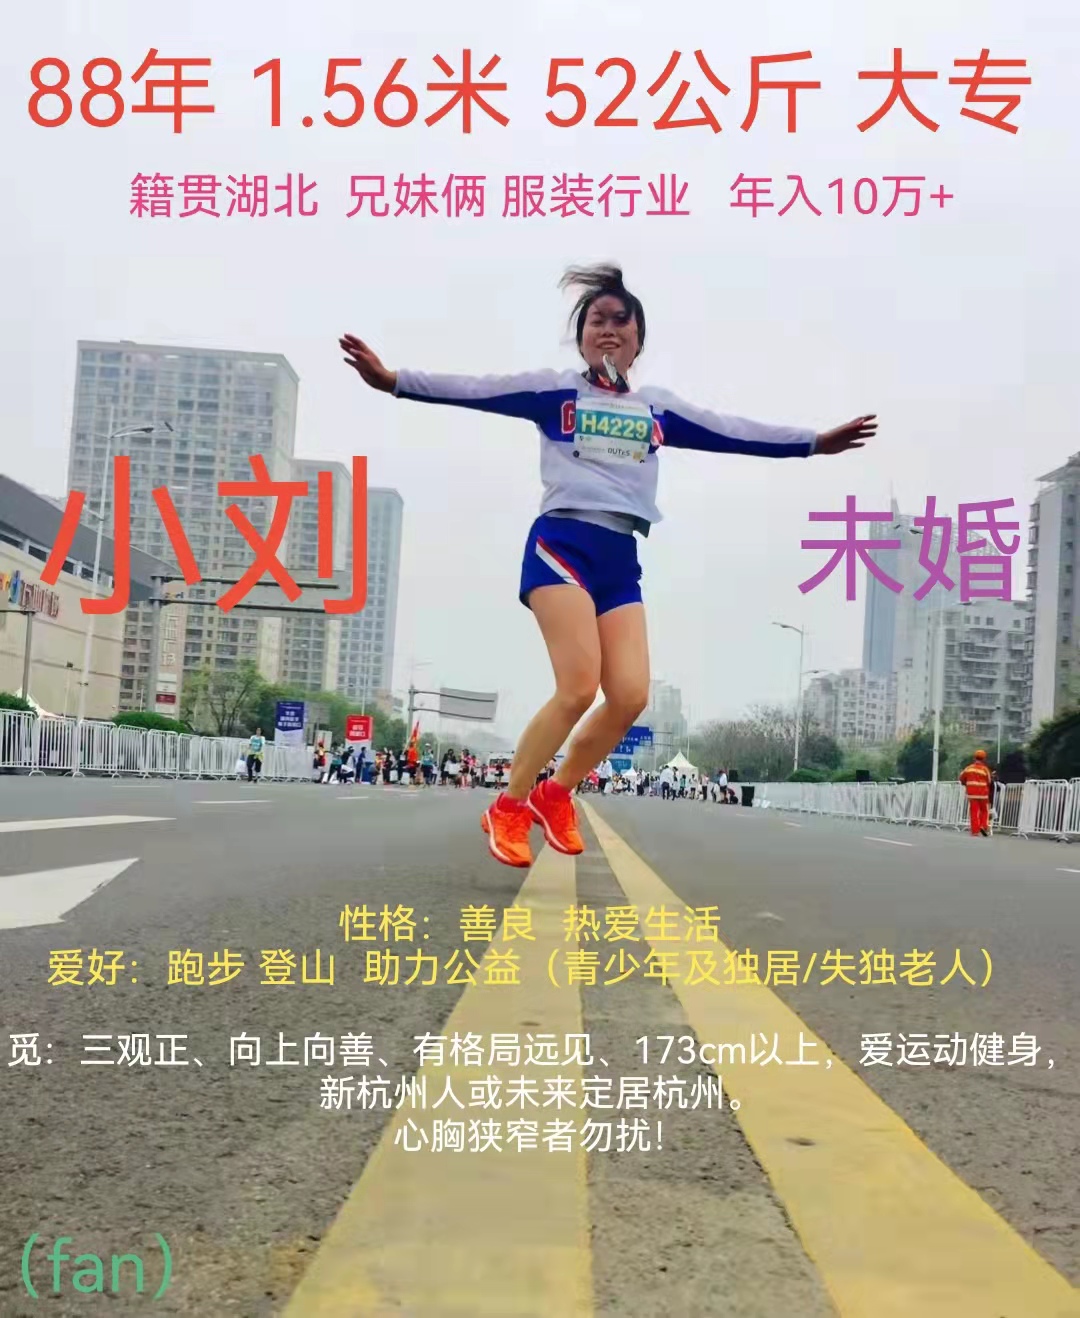 88年 1.56米 52公斤 大专
籍贯湖北 兄妹俩 服装行业 年入10万+
H4229
小刘
未婚
性格：善良 热爱生活
爱好：跑步 登山 助力公益（青少年及独居/失独老人）
觅：三观正、向上向善、有格局远见、173cm以上，爱运动健身，
新杭州人或未来定居杭州。
心胸狭窄者勿扰！
（fan）